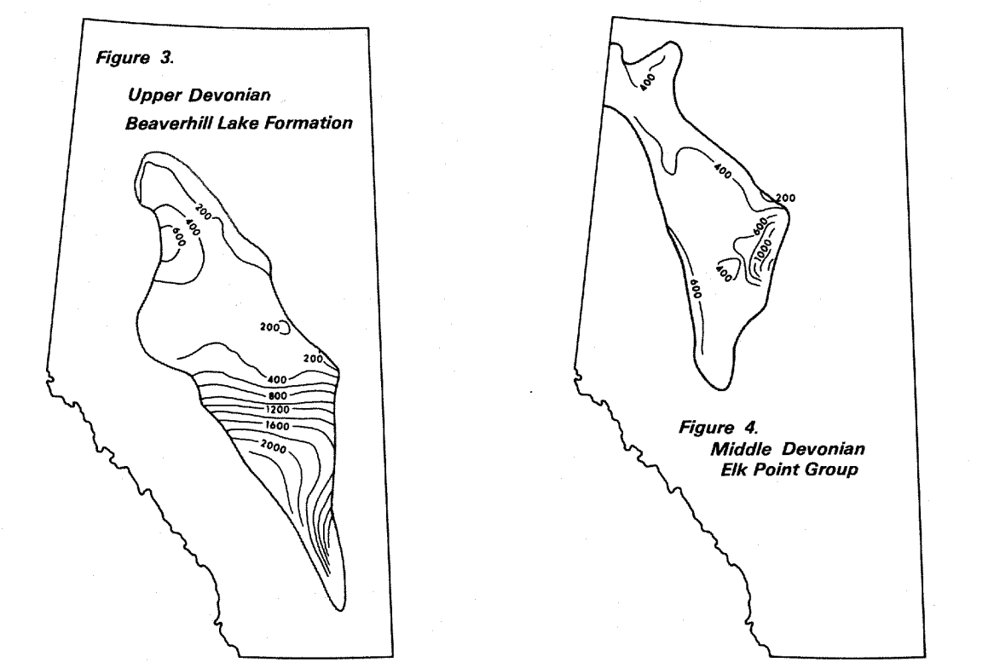 Figure 3.
Upper Devonian
Beaverhill Lake Formation
200
400
600
200
200
400
800
1200
1600
2000
400
400
200
600
1000
400
600
Figure 4.
Middle Devonian
Elk Point Group